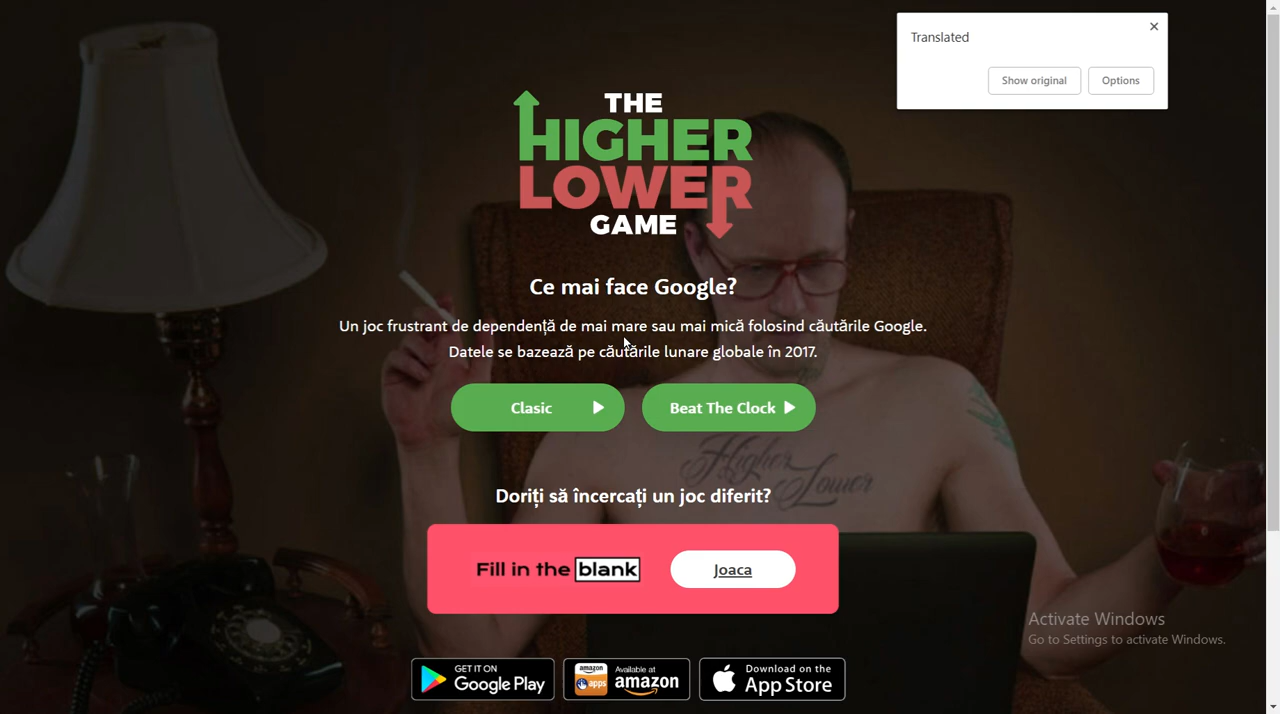 Translated
Show original Options
THE
HIGHER
LOWER
GAME
Ce mai face Google?
Un joc frustrant de dependență de mai mare sau mai mică folosind căutările Google.
Datele se bazează pe căutările lunare globale în 2017.
Clasic Beat The Clock
Higher Lower
Doriți să încercați un joc diferit?
Fill in the blank Joaca
Activate Windows
Go to Settings to activate Windows.
GET IT ON
Google Play
amazon
apps
Available at
amazon
Download on the
App Store